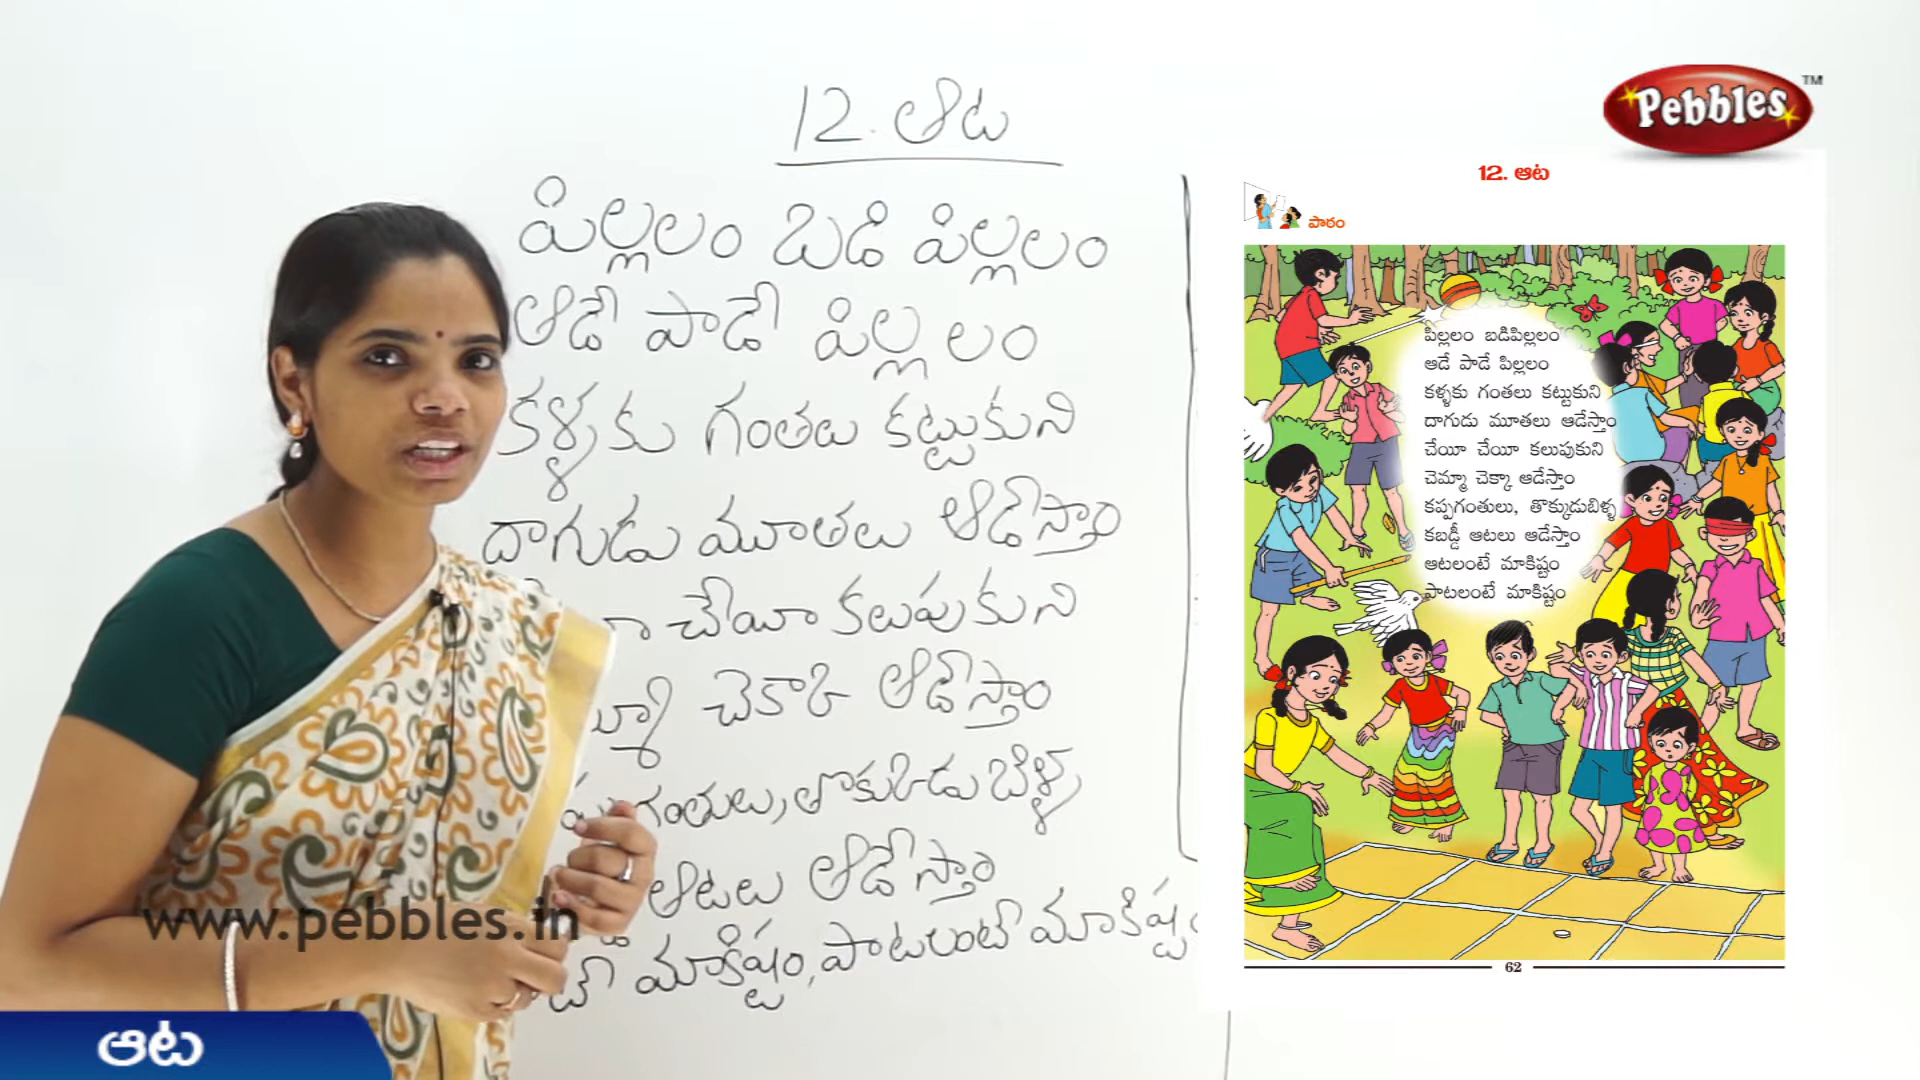 12. ఆట
పిల్లలం బడి పిల్లలం
ఆడే పాడే పిల్లలం
కళ్ళకు గంతలు కట్టుకుని
దాగుడు మూతలు ఆడేస్తాం
చేయీ కలుపుకుని
చెక్కా ఆడేస్తాం
గంతులు, తొక్కుడు బిళ్ళ
ఆటలు ఆడేస్తాం
మాకిష్టం, పాటలంటే మాకిష్టం
Pebbles TM
12. ఆట
పాఠం
పిల్లలం బడిపిల్లలం
ఆడే పాడే పిల్లలం
కళ్ళకు గంతలు కట్టుకుని
దాగుడు మూతలు ఆడేస్తాం
చేయీ చేయీ కలుపుకుని
చెమ్మా చెక్కా ఆడేస్తాం
కప్పగంతులు, తొక్కుడుబిళ్ళ
కబడ్డీ ఆటలు ఆడేస్తాం
ఆటలంటే మాకిష్టం
పాటలంటే మాకిష్టం
62
www.pebbles.in
ఆట